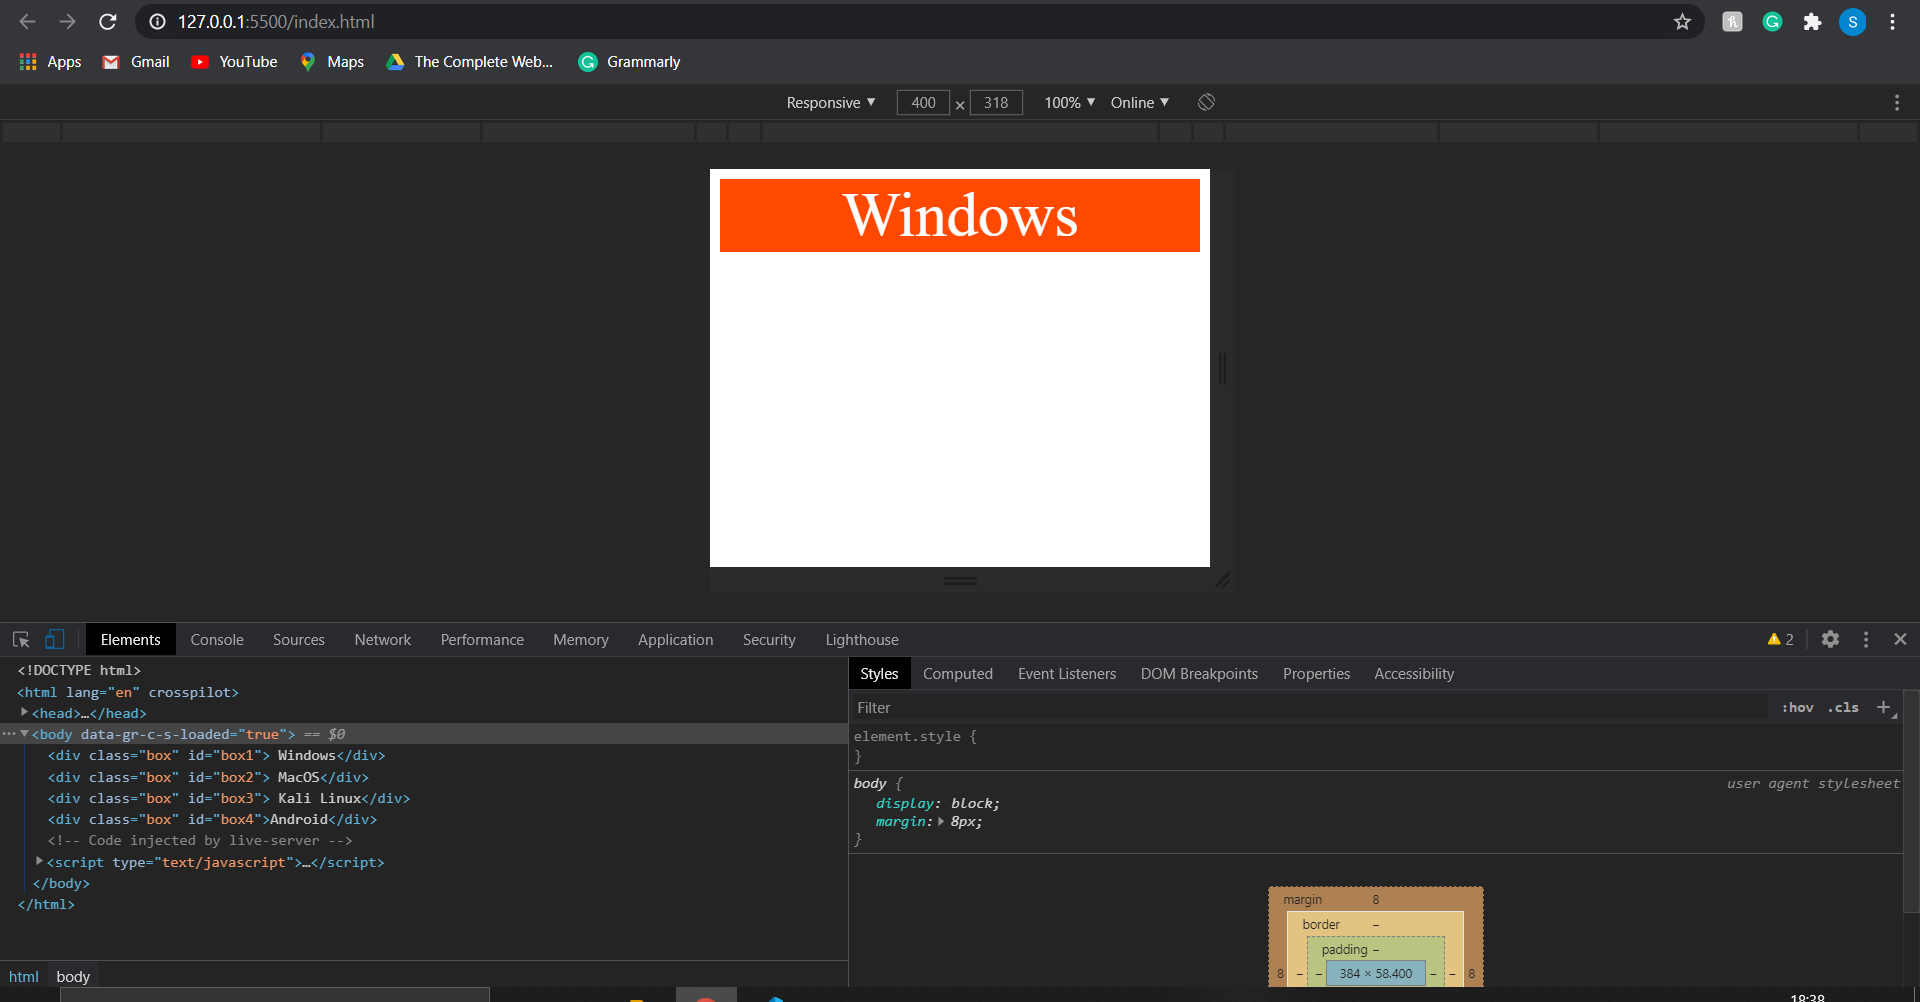 127.0.0.1:5500/index.html
S
Apps Gmail YouTube Maps The Complete Web... Grammarly
Responsive ▼ 400 × 318 100% ▼ Online ▼
Windows
Elements Console Sources Network Performance Memory Application Security Lighthouse 2
<!DOCTYPE html>
<html lang="en" crosspilot>
<head>…</head>
<body data-gr-c-s-loaded="true"> == $0
<div class="box" id="box1"> Windows</div>
<div class="box" id="box2"> MacOS</div>
<div class="box" id="box3"> Kali Linux</div>
<div class="box" id="box4">Android</div>
<!-- Code injected by live-server -->
<script type="text/javascript">…</script>
</body>
</html>
html body
Styles Computed Event Listeners DOM Breakpoints Properties Accessibility
Filter :hov .cls +
element.style {
}
body { user agent stylesheet
display: block;
margin: 8px;
}
margin 8
border –
padding –
8 – – 384 × 58.400 – – 8
18:38